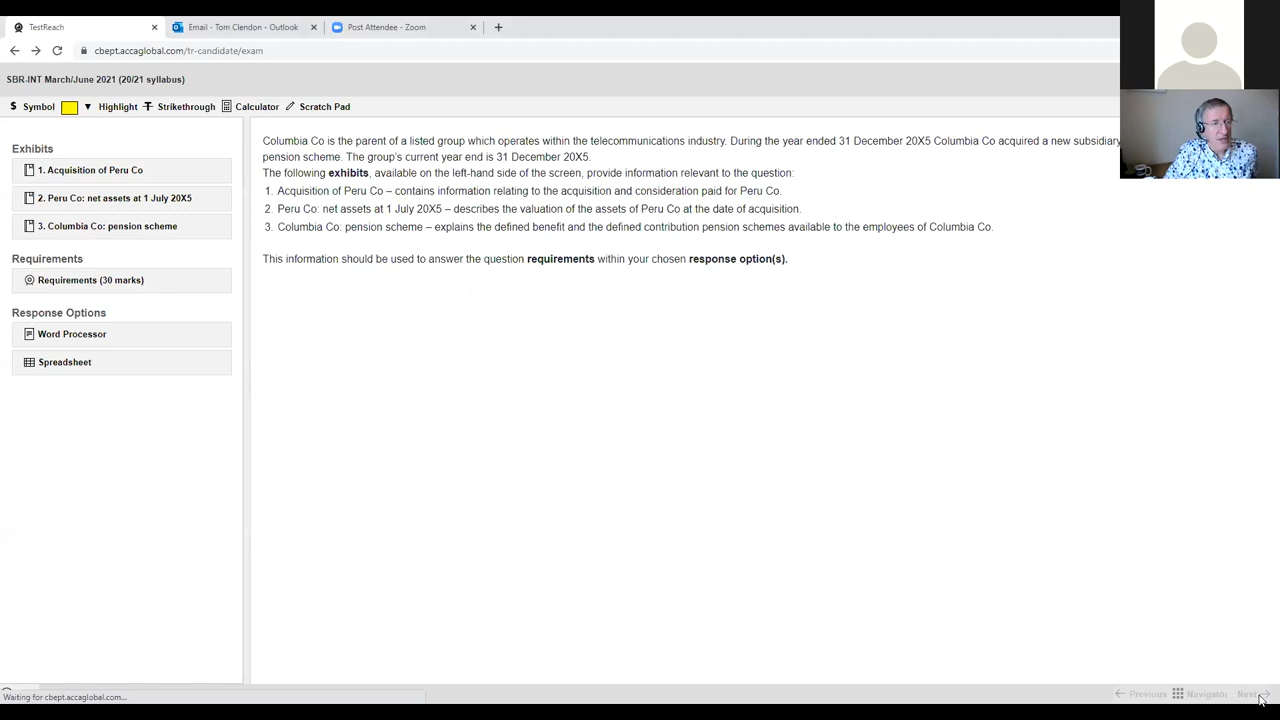 TestReach
Email - Tom Clendon - Outlook
Post Attendee - Zoom
cbept.accaglobal.com/tr-candidate/exam
SBR-INT March/June 2021 (20/21 syllabus)
$ Symbol Highlight Strikethrough Calculator Scratch Pad
Exhibits
1. Acquisition of Peru Co
2. Peru Co: net assets at 1 July 20X5
3. Columbia Co: pension scheme
Requirements
Requirements (30 marks)
Response Options
Word Processor
Spreadsheet
Columbia Co is the parent of a listed group which operates within the telecommunications industry. During the year ended 31 December 20X5 Columbia Co acquired a new subsidiary
pension scheme. The group's current year end is 31 December 20X5.
The following exhibits, available on the left-hand side of the screen, provide information relevant to the question:
1. Acquisition of Peru Co – contains information relating to the acquisition and consideration paid for Peru Co.
2. Peru Co: net assets at 1 July 20X5 – describes the valuation of the assets of Peru Co at the date of acquisition.
3. Columbia Co: pension scheme – explains the defined benefit and the defined contribution pension schemes available to the employees of Columbia Co.
This information should be used to answer the question requirements within your chosen response option(s).
Waiting for cbept.accaglobal.com...
Previous Navigator Next